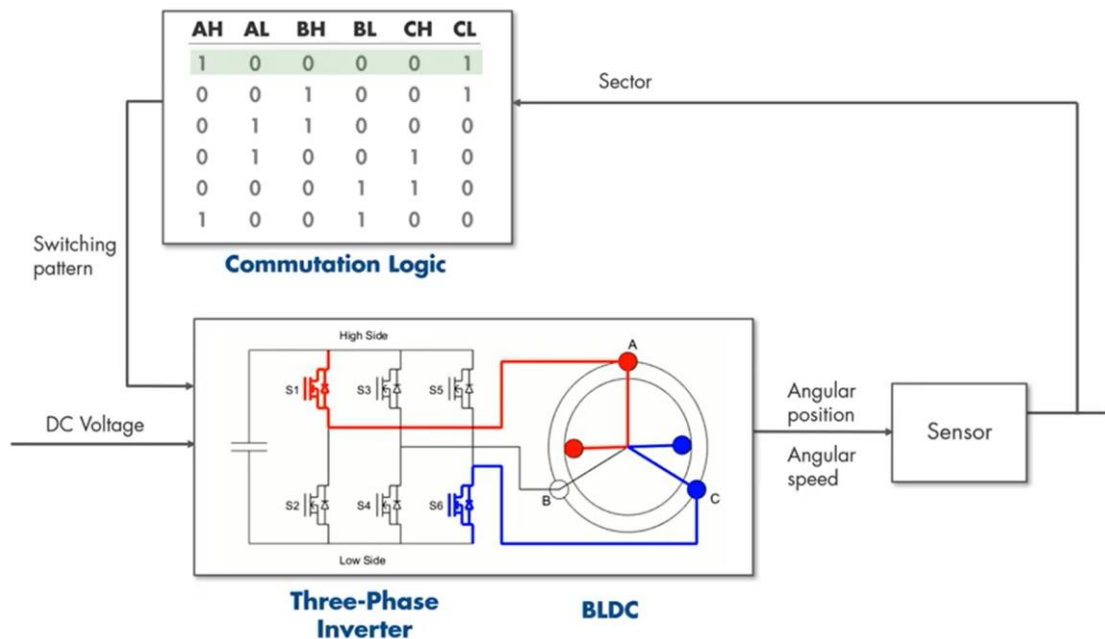 AH AL BH BL CH CL
1 0 0 0 0 1
0 0 1 0 0 1
0 1 1 0 0 0
0 1 0 0 1 0
0 0 0 1 1 0
1 0 0 1 0 0
Commutation Logic
Sector
Switching
pattern
DC Voltage
High Side
S1 S3 S5
S2 S4 S6
Low Side
A
B
C
Three-Phase
Inverter
BLDC
Angular
position
Angular
speed
Sensor